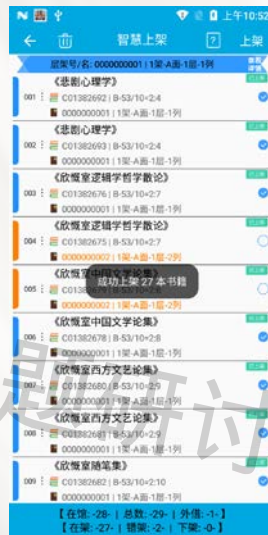 上午10:52
智慧上架
?
上架
层架号/名: 0000000001 | 1架-A面-1层-1列
《悲剧心理学》
001 C01382692 | B-53/10=2:4
0000000001 | 1架-A面-1层-1列
《悲剧心理学》
002 C01382693 | B-53/10=2:4
0000000001 | 1架-A面-1层-1列
《欣慨室逻辑学哲学散论》
003 C01382676 | B-53/10=2:7
0000000001 | 1架-A面-1层-1列
《欣慨室逻辑学哲学散论》
004 C01382675 | B-53/10=2:7
0000000002 | 1架-A面-1层-2列
《欣慨室中国文学论集》
005
0000000002 | 1架-A面-1层-2列
成功上架 27 本书籍
《欣慨室中国文学论集》
006 C01382678 | B-53/10=2:8
0000000001 | 1架-A面-1层-1列
《欣慨室西方文艺论集》
007 C01382680 | B-53/10=2:9
0000000001 | 1架-A面-1层-1列
《欣慨室西方文艺论集》
008 C01382681 | B-53/10=2:9
0000000001 | 1架-A面-1层-1列
《欣慨室随笔集》
009 C01382682 | B-53/10=2:10
0000000001 | 1架-A面-1层-1列
【 在馆: -28- | 总数: -29- | 外借: -1- 】
【 在架: -27- | 错架: -2- | 下架: -0- 】
题研讨